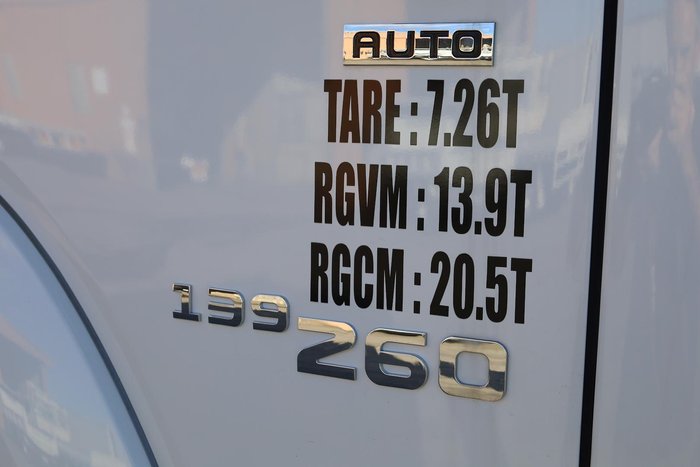 AUTO
TARE : 7.26T
RGVM : 13.9T
RGCM : 20.5T
139 260